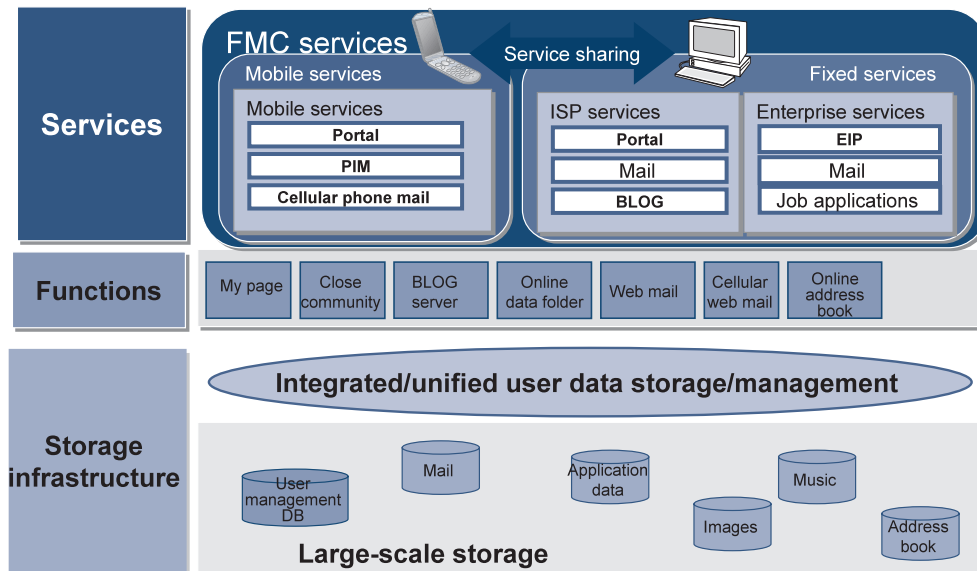 FMC services
Service sharing
Services
Mobile services
Fixed services
Mobile services
Portal
PIM
Cellular phone mail
ISP services
Portal
Mail
BLOG
Enterprise services
EIP
Mail
Job applications
Functions
My page
Close
community
BLOG
server
Online
data folder
Web mail
Cellular
web mail
Online
address
book
Storage
infrastructure
Integrated/unified user data storage/management
User
management
DB
Mail
Application
data
Images
Music
Address
book
Large-scale storage